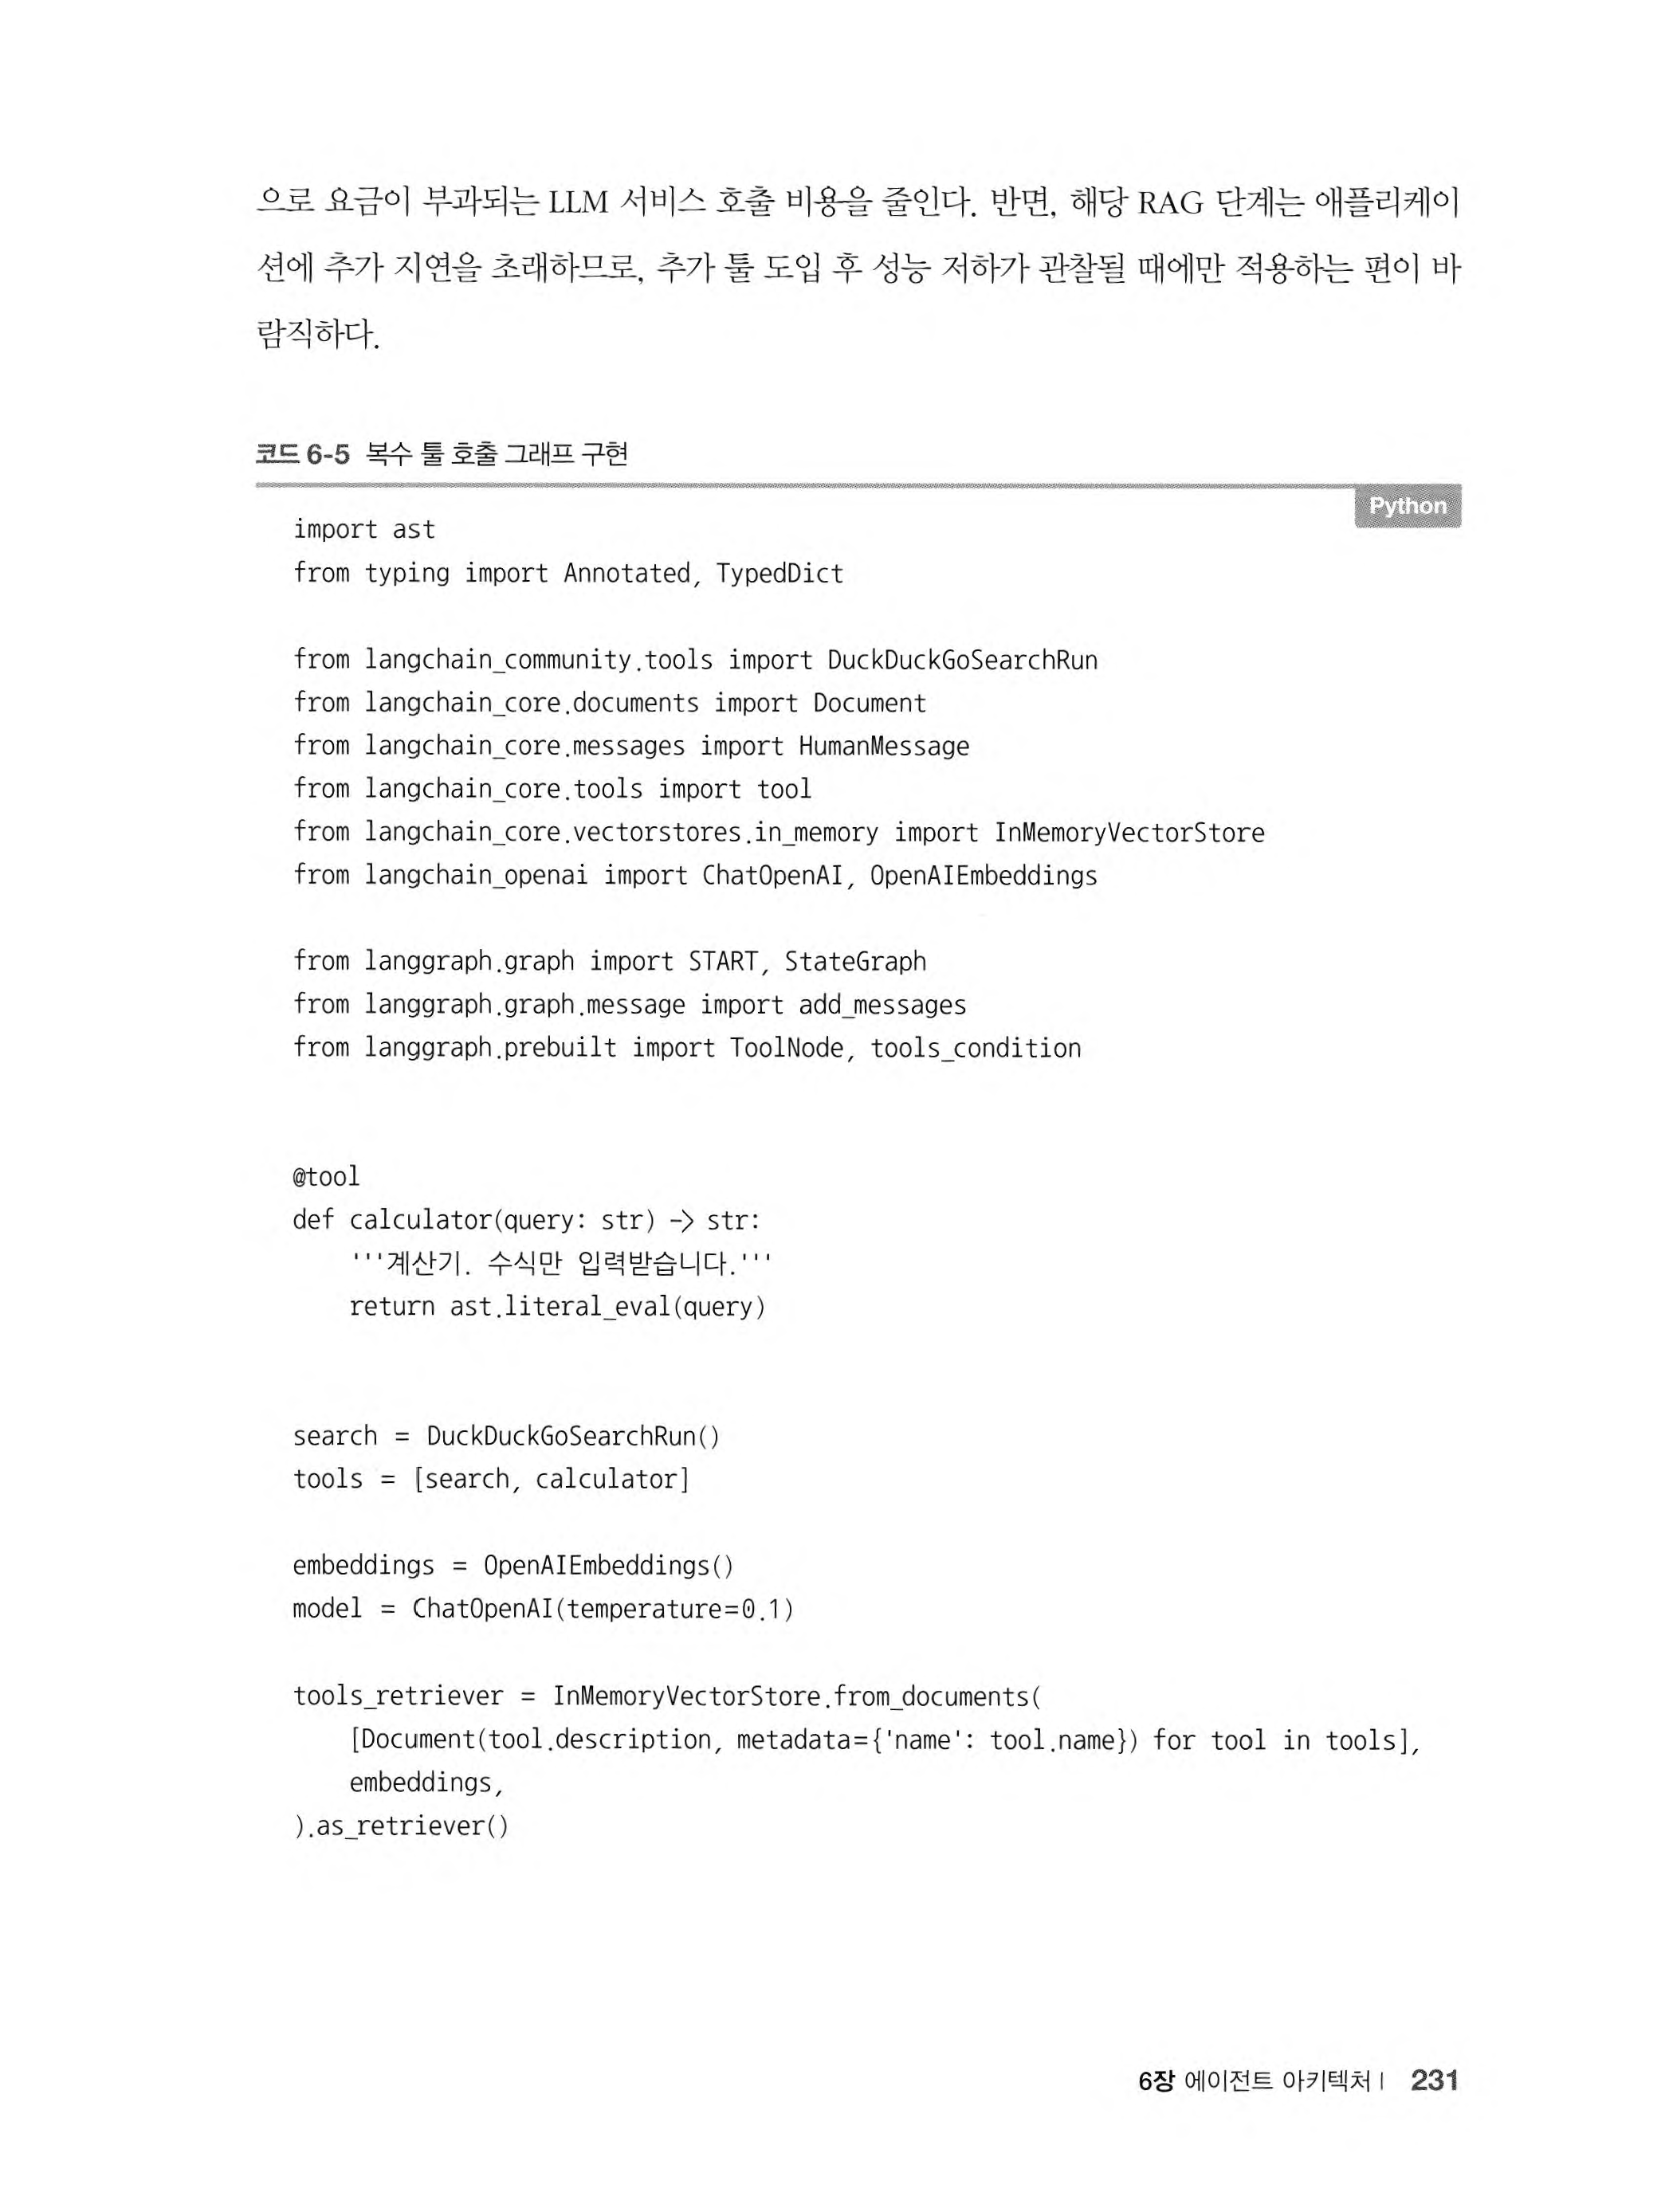 으로 요금이 부과되는 LLM 서비스 호출 비용을 줄인다. 반면, 해당 RAG 단계는 애플리케이
션에 추가 지연을 초래하므로, 추가 툴 도입 후 성능 저하가 관찰될 때에만 적용하는 편이 바
람직하다.
코드 6-5 복수 툴 호출 그래프 구현
Python
import ast
from typing import Annotated, TypedDict

from langchain_community.tools import DuckDuckGoSearchRun
from langchain_core.documents import Document
from langchain_core.messages import HumanMessage
from langchain_core.tools import tool
from langchain_core.vectorstores.in_memory import InMemoryVectorStore
from langchain_openai import ChatOpenAI, OpenAIEmbeddings

from langgraph.graph import START, StateGraph
from langgraph.graph.message import add_messages
from langgraph.prebuilt import ToolNode, tools_condition

@tool
def calculator(query: str) -> str:
    '''계산기. 수식만 입력받습니다.'''
    return ast.literal_eval(query)

search = DuckDuckGoSearchRun()
tools = [search, calculator]

embeddings = OpenAIEmbeddings()
model = ChatOpenAI(temperature=0.1)

tools_retriever = InMemoryVectorStore.from_documents(
    [Document(tool.description, metadata={'name': tool.name}) for tool in tools],
    embeddings,
).as_retriever()

6장 에이전트 아키텍처 I 231